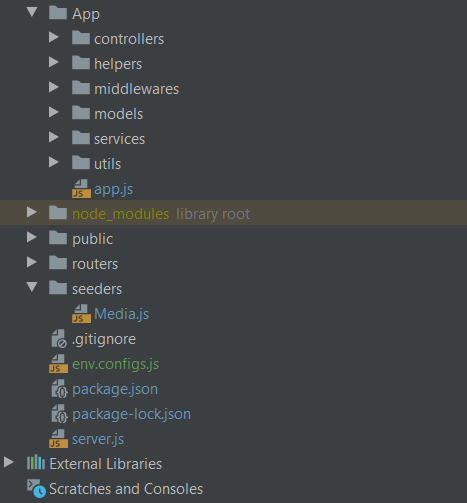 App
controllers
helpers
middlewares
models
services
utils
JS app.js
node_modules library root
public
routers
seeders
JS Media.js
.gitignore
JS env.configs.js
package.json
package-lock.json
JS server.js
External Libraries
Scratches and Consoles